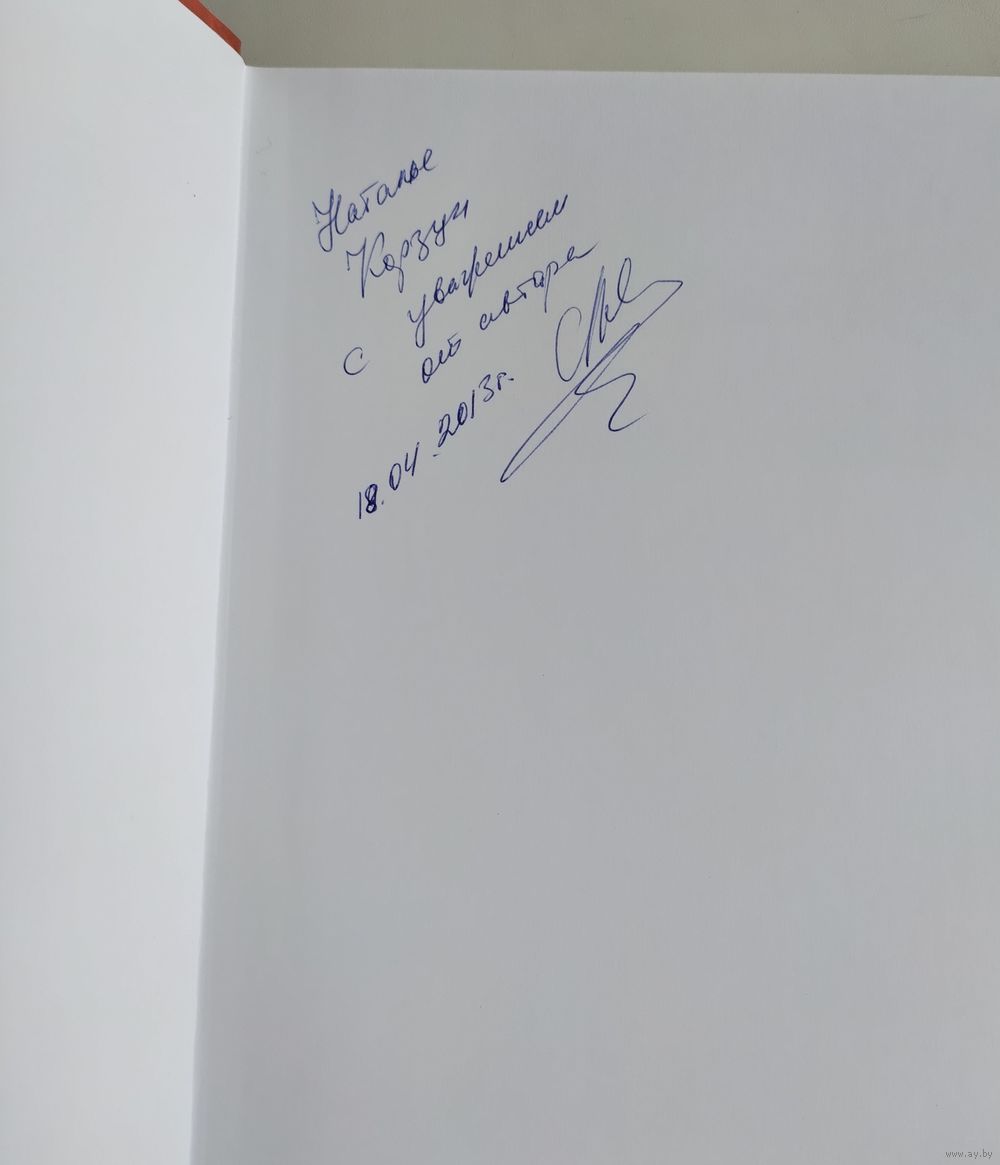 Наталье
Корзун
с уважением
от автора
18.04.2013г.
www.ay.by